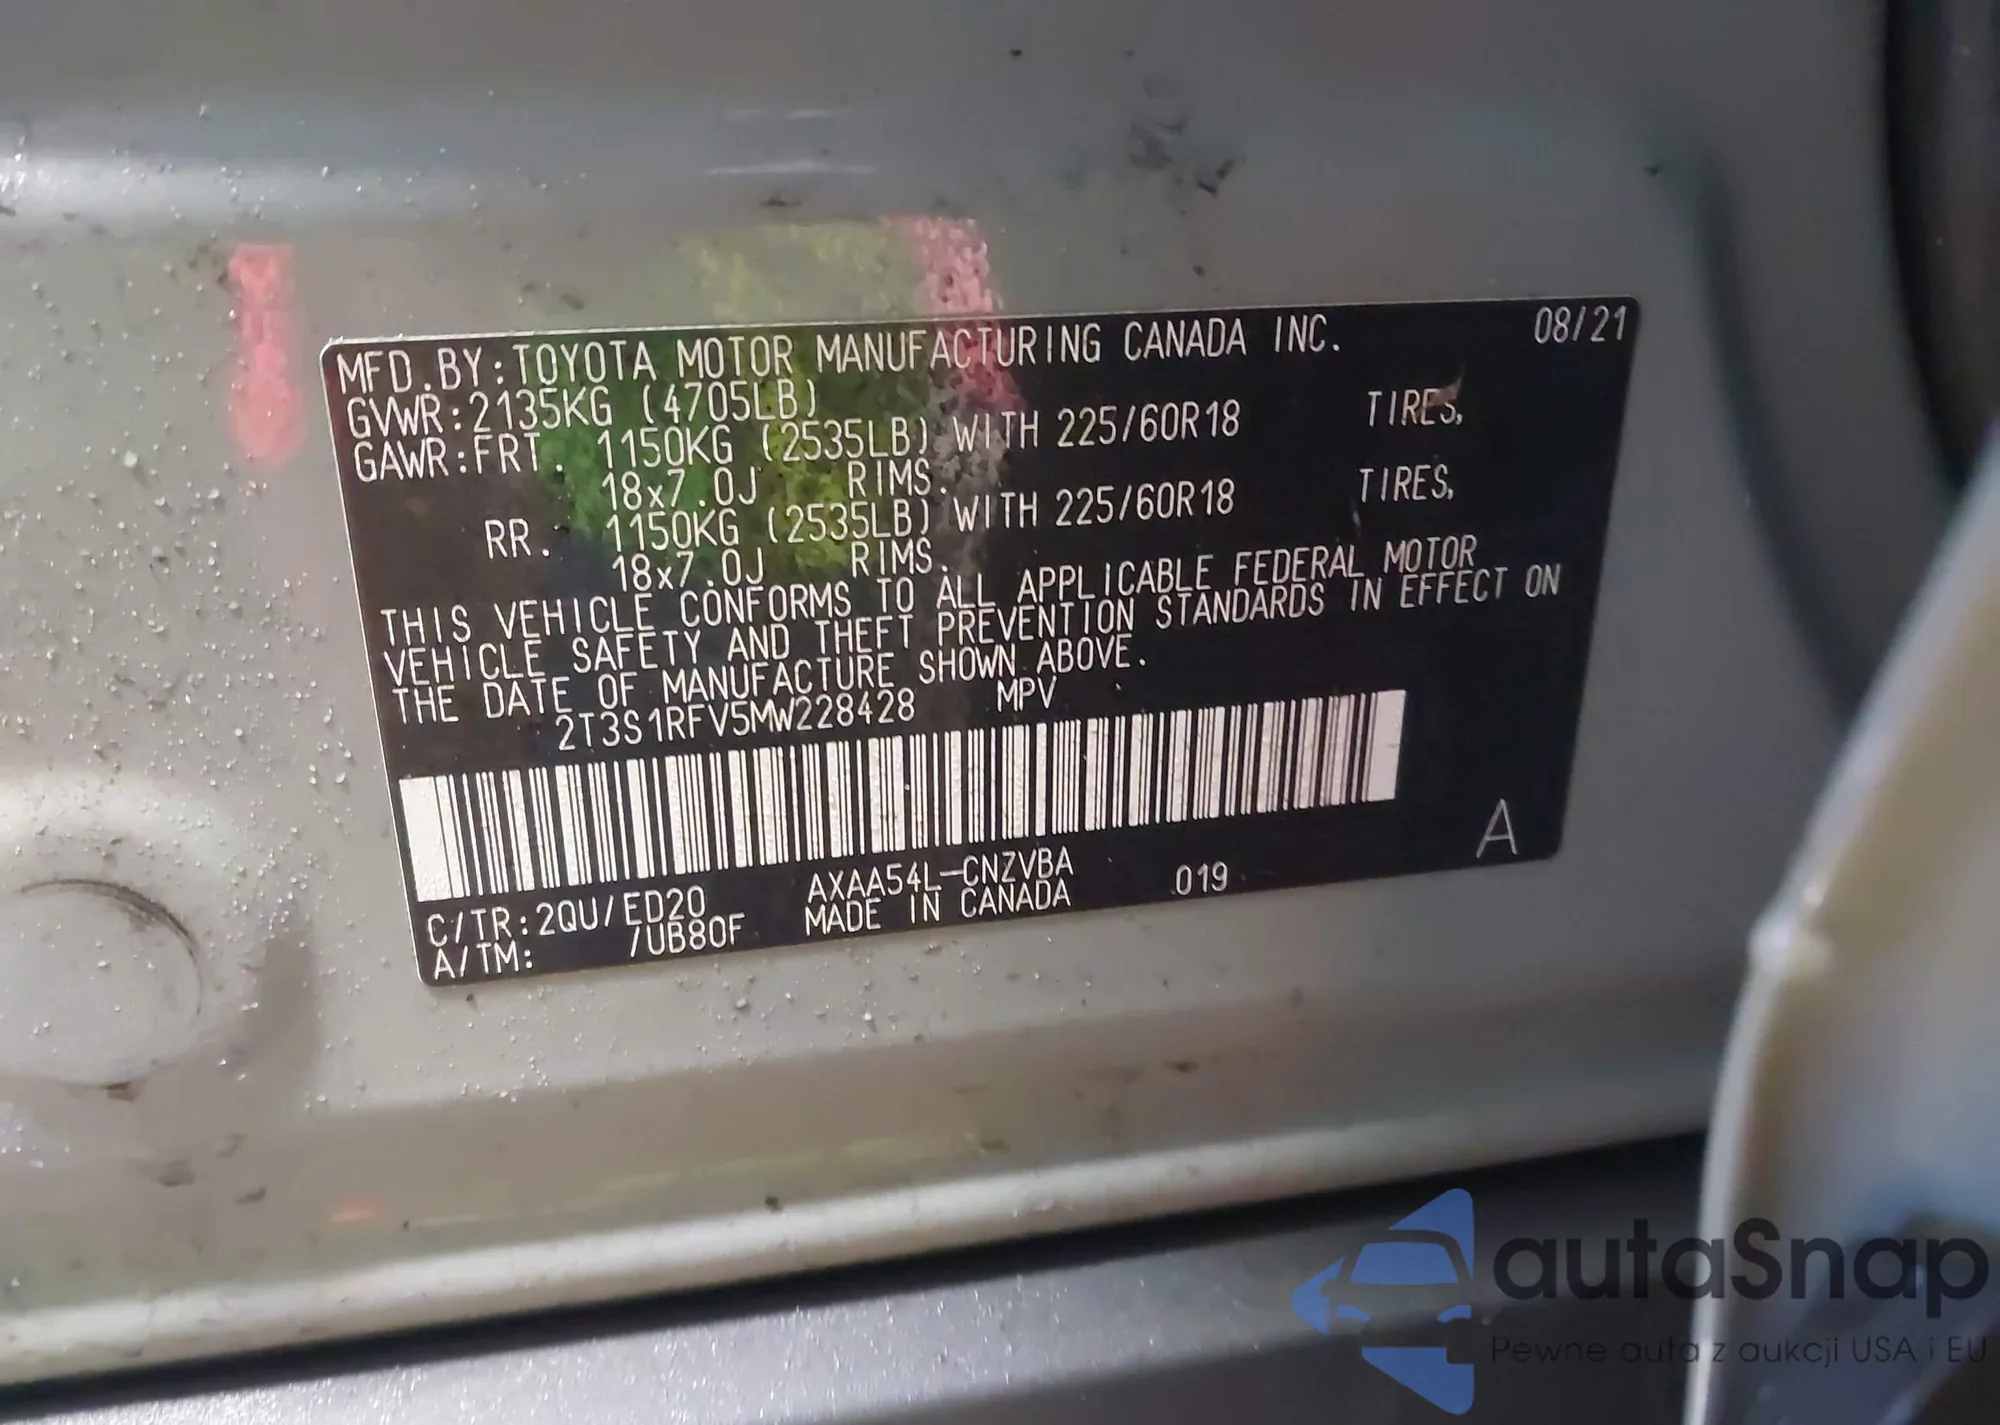 MFD.BY:TOYOTA MOTOR MANUFACTURING CANADA INC. 08/21
GVWR:2135KG (4705LB)
GAWR:FRT. 1150KG (2535LB) WITH 225/60R18 TIRES,
18x7.0J RIMS.
RR. 1150KG (2535LB) WITH 225/60R18 TIRES,
18x7.0J RIMS.
THIS VEHICLE CONFORMS TO ALL APPLICABLE FEDERAL MOTOR
VEHICLE SAFETY AND THEFT PREVENTION STANDARDS IN EFFECT ON
THE DATE OF MANUFACTURE SHOWN ABOVE.
2T3S1RFV5MW228428 MPV
A
C/TR:2QU/ED20 AXAA54L-CNZVBA 019
A/TM: /UB80F MADE IN CANADA
autaSnap
Pewne auta z aukcji USA i EU